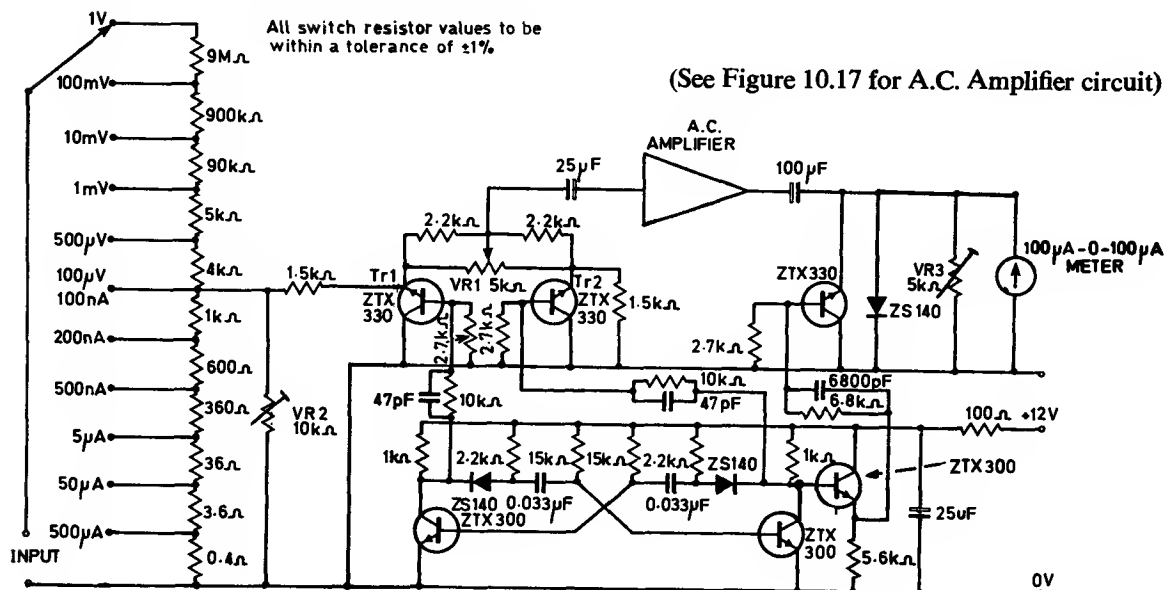 1V
All switch resistor values to be
within a tolerance of ±1%
9MΩ
(See Figure 10.17 for A.C. Amplifier circuit)
100mV
900kΩ
10mV
A.C.
AMPLIFIER
90kΩ
25µF
100µF
1mV
5kΩ
2.2kΩ 2.2kΩ
500µV
4kΩ
100µV
100nA
1.5kΩ
Tr1
VR1 5kΩ
Tr2
ZTX
330
ZTX
330
1.5kΩ
ZTX330
ZS140
VR3
5kΩ
100µA-0-100µA
METER
1kΩ
200nA
2.7kΩ
2.7kΩ
2.7kΩ
600Ω
500nA
47pF
10kΩ
10kΩ
47pF
6800pF
6.8kΩ
360Ω
VR2
10kΩ
100Ω +12V
5µA
1kΩ
2.2kΩ
15kΩ
15kΩ
2.2kΩ
ZS140
1kΩ
ZTX300
36Ω
50µA
ZS140
0.033µF
0.033µF
ZTX300
ZTX
300
25uF
3.6Ω
500µA
INPUT
0.4Ω
5.6kΩ
0V